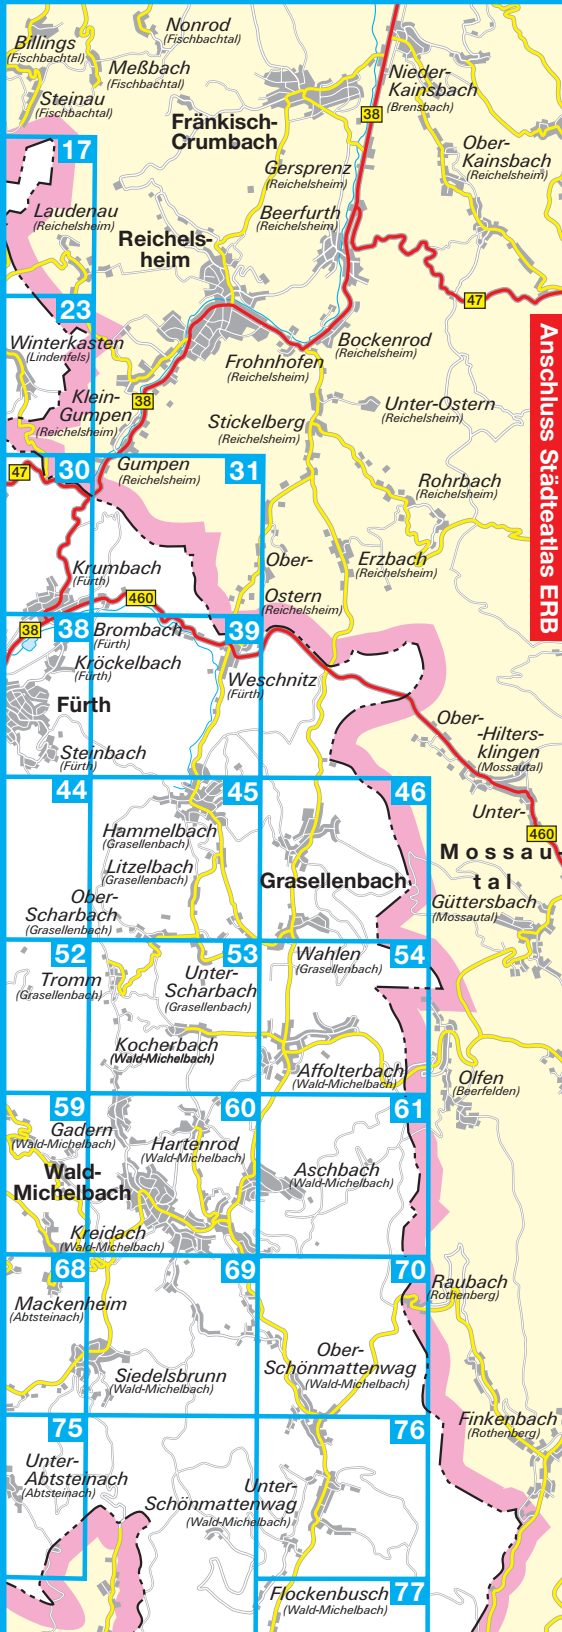 Nonrod
(Fischbachtal)
Billings
(Fischbachtal)
Meßbach
(Fischbachtal)
Steinau
(Fischbachtal)
Nieder-
Kainsbach
(Brensbach)
38
Fränkisch-
Crumbach
Ober-
Kainsbach
(Reichelsheim)
17
Gersprenz
(Reichelsheim)
Laudenau
(Reichelsheim)
Beerfurth
(Reichelsheim)
Reichels-
heim
47
23
Winterkasten
(Lindenfels)
Bockenrod
(Reichelsheim)
Frohnhofen
(Reichelsheim)
Anschluss Städteatlas ERB
Klein-
Gumpen
(Reichelsheim)
38
Unter-Ostern
(Reichelsheim)
Stickelberg
(Reichelsheim)
47
30
Gumpen
(Reichelsheim)
31
Rohrbach
(Reichelsheim)
Krumbach
(Fürth)
Ober-
Ostern
(Reichelsheim)
Erzbach
(Reichelsheim)
460
38
38
Brombach
(Fürth)
39
Kröckelbach
(Fürth)
Weschnitz
(Fürth)
Fürth
Ober-
-Hilters-
klingen
(Mossautal)
Steinbach
(Fürth)
44
45
46
Unter-
460
Hammelbach
(Grasellenbach)
Litzelbach
(Grasellenbach)
Grasellenbach
Mossau-
tal
Ober-
Scharbach
(Grasellenbach)
Güttersbach
(Mossautal)
52
53
54
Tromm
(Grasellenbach)
Unter-
Scharbach
(Grasellenbach)
Wahlen
(Grasellenbach)
Kocherbach
(Wald-Michelbach)
Affolterbach
(Wald-Michelbach)
Olfen
(Beerfelden)
59
60
61
Gadern
(Wald-Michelbach)
Hartenrod
(Wald-Michelbach)
Wald-
Michelbach
Aschbach
(Wald-Michelbach)
Kreidach
(Wald-Michelbach)
68
69
70
Mackenheim
(Abtsteinach)
Raubach
(Rothenberg)
Siedelsbrunn
(Wald-Michelbach)
Ober-
Schönmattenwag
(Wald-Michelbach)
75
76
Finkenbach
(Rothenberg)
Unter-
Abtsteinach
(Abtsteinach)
Unter-
Schönmattenwag
(Wald-Michelbach)
Flockenbusch
(Wald-Michelbach)
77